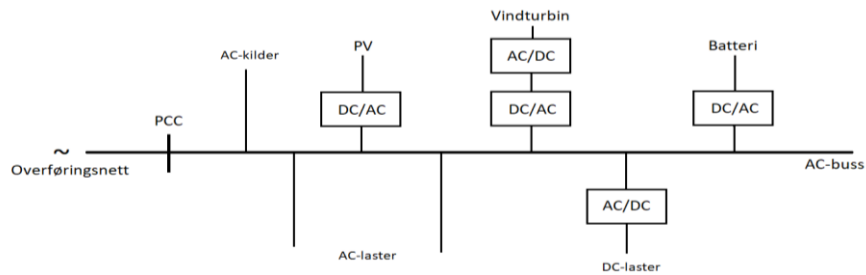 Vindturbin
AC-kilder
PV
AC/DC
Batteri
DC/AC
DC/AC
DC/AC
PCC
~
Overføringsnett
AC-buss
AC/DC
AC-laster
DC-laster